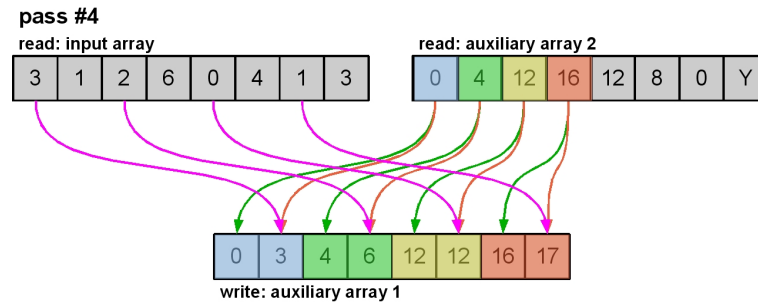 pass #4
read: input array
read: auxiliary array 2
3 1 2 6 0 4 1 3
0 4 12 16 12 8 0 Y
0 3 4 6 12 12 16 17
write: auxiliary array 1